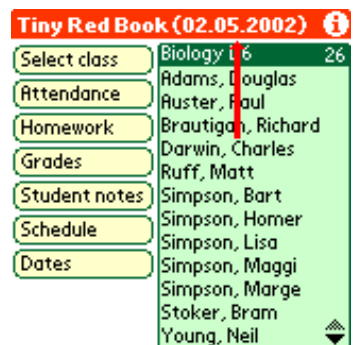 Tiny Red Book (02.05.2002)
Select class
Attendance
Homework
Grades
Student notes
Schedule
Dates
Biology 26
Adams, Douglas
Auster, Paul
Brautigan, Richard
Darwin, Charles
Ruff, Matt
Simpson, Bart
Simpson, Homer
Simpson, Lisa
Simpson, Maggi
Simpson, Marge
Stoker, Bram
Young, Neil